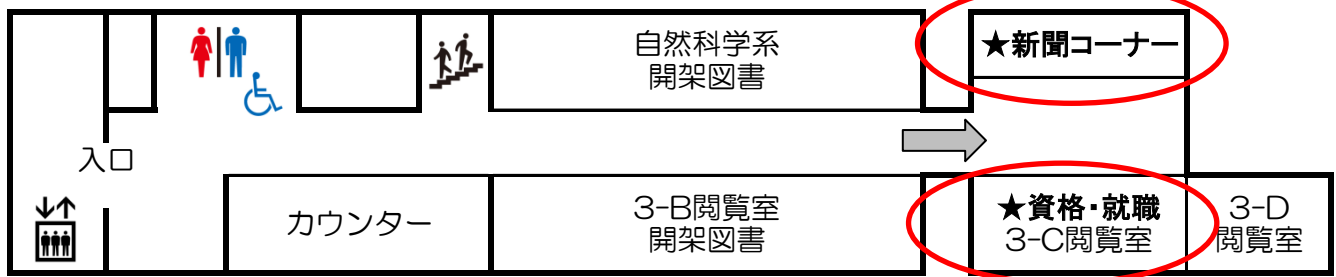 自然科学系
開架図書
★新聞コーナー
入口
カウンター
3-B閲覧室
開架図書
★資格・就職
3-C閲覧室
3-D
閲覧室